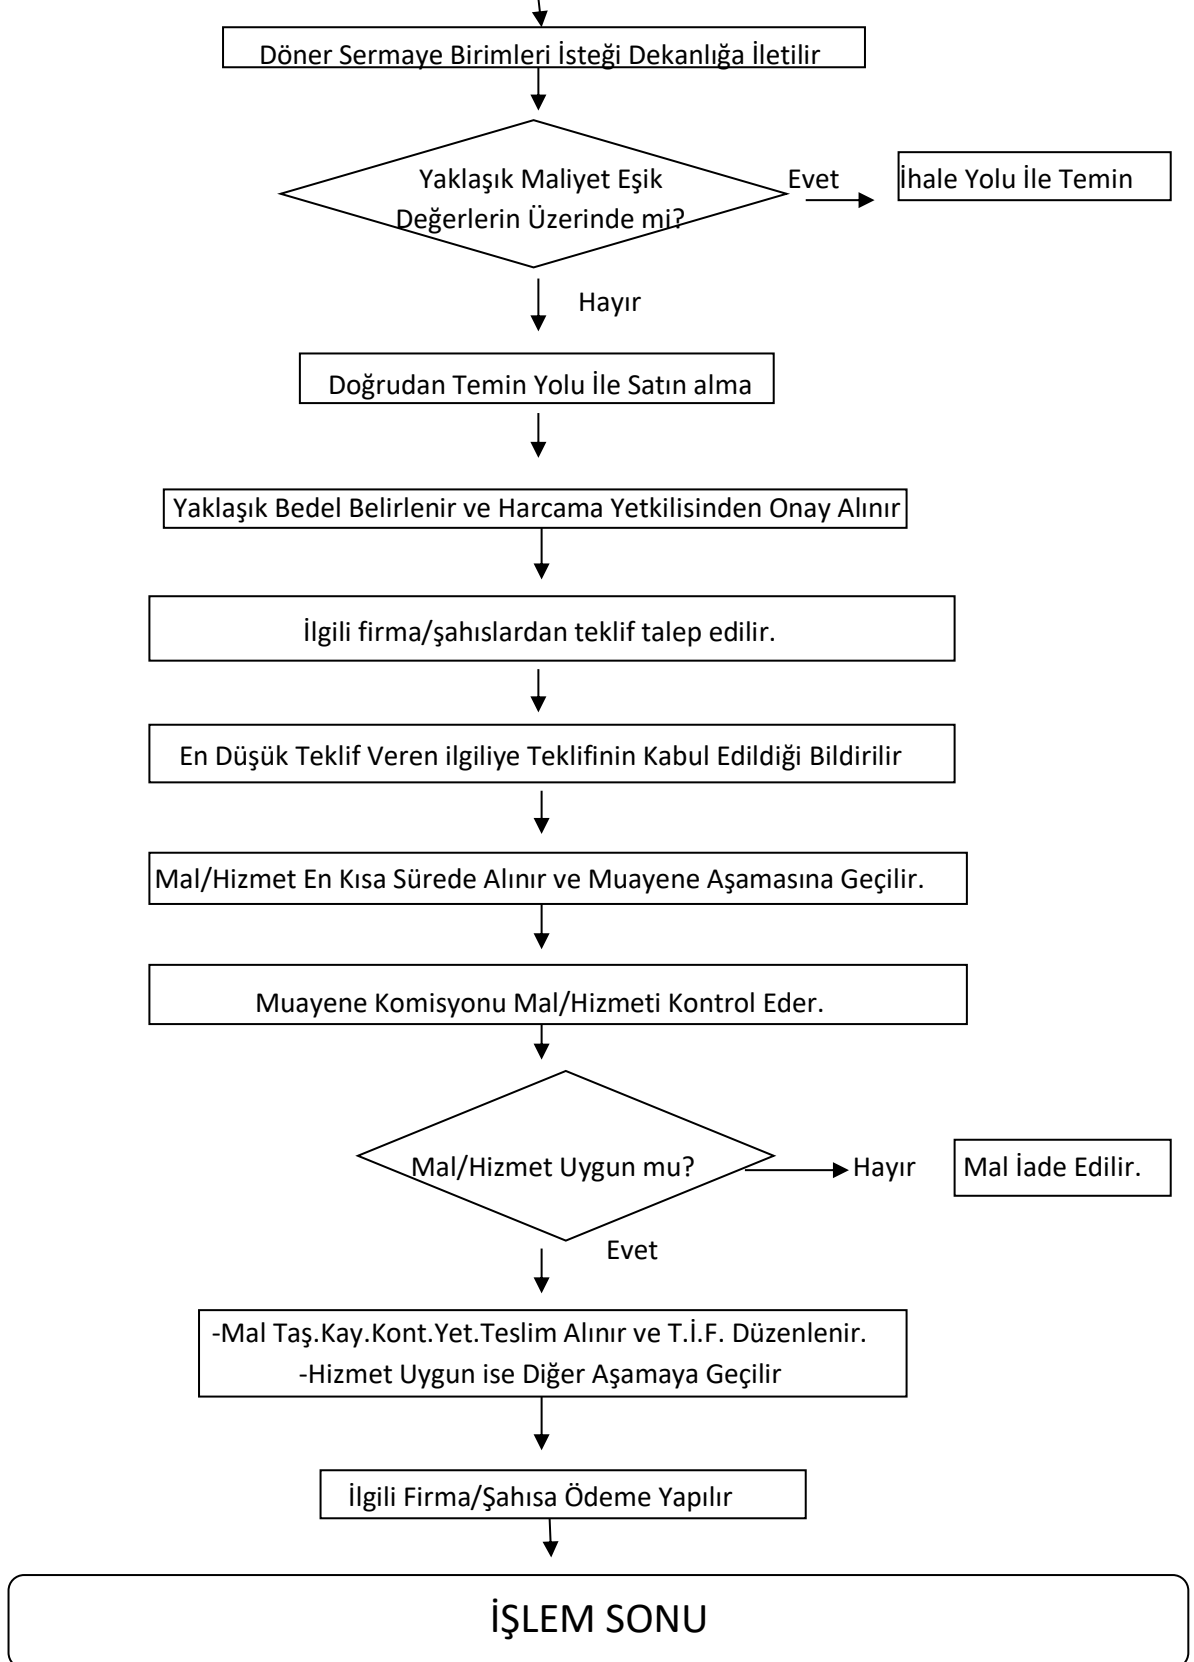 Döner Sermaye Birimleri İsteği Dekanlığa İletilir
Yaklaşık Maliyet Eşik
Değerlerin Üzerinde mi?
Evet
İhale Yolu İle Temin
Hayır
Doğrudan Temin Yolu İle Satın alma
Yaklaşık Bedel Belirlenir ve Harcama Yetkilisinden Onay Alınır
İlgili firma/şahıslardan teklif talep edilir.
En Düşük Teklif Veren ilgiliye Teklifinin Kabul Edildiği Bildirilir
Mal/Hizmet En Kısa Sürede Alınır ve Muayene Aşamasına Geçilir.
Muayene Komisyonu Mal/Hizmeti Kontrol Eder.
Mal/Hizmet Uygun mu?
Hayır
Mal İade Edilir.
Evet
-Mal Taş.Kay.Kont.Yet.Teslim Alınır ve T.İ.F. Düzenlenir.
-Hizmet Uygun ise Diğer Aşamaya Geçilir
İlgili Firma/Şahısa Ödeme Yapılır
İŞLEM SONU